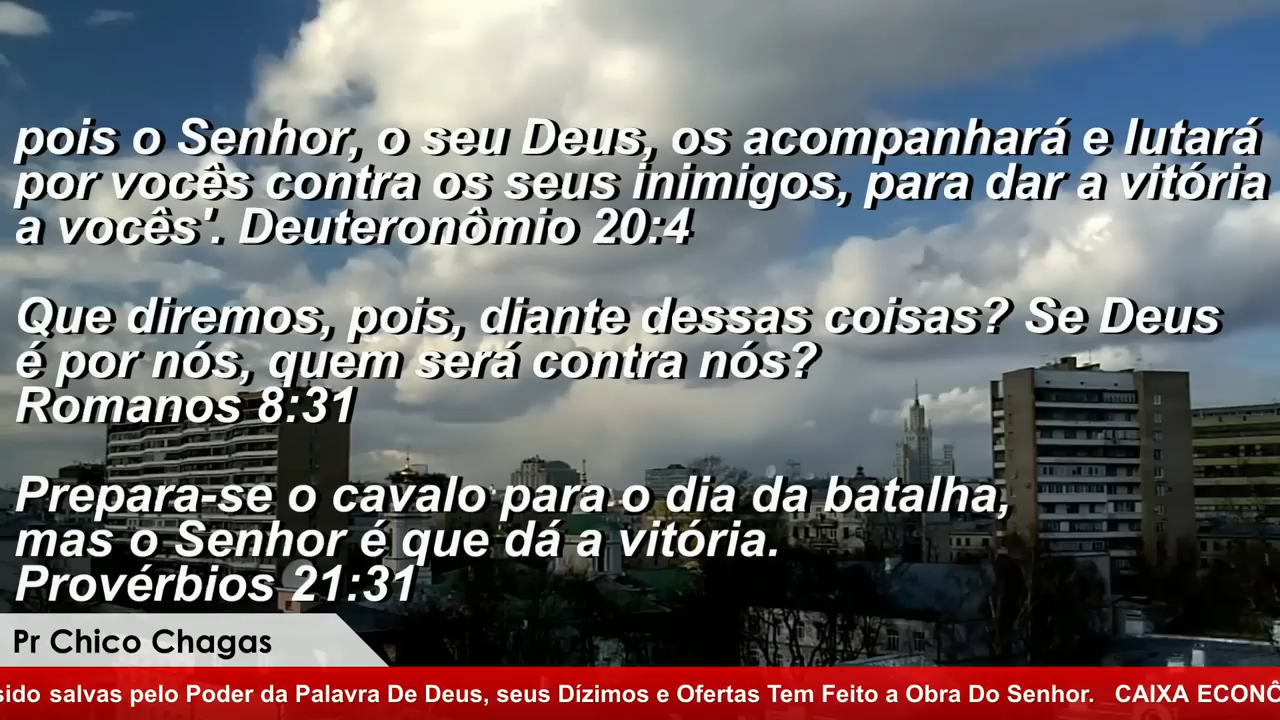 pois o Senhor, o seu Deus, os acompanhará e lutará
por vocês contra os seus inimigos, para dar a vitória
a vocês'. Deuteronômio 20:4
Que diremos, pois, diante dessas coisas? Se Deus
é por nós, quem será contra nós?
Romanos 8:31
Prepara-se o cavalo para o dia da batalha,
mas o Senhor é que dá a vitória.
Provérbios 21:31
Pr Chico Chagas
sido salvas pelo Poder da Palavra De Deus, seus Dízimos e Ofertas Tem Feito a Obra Do Senhor. CAIXA ECONÔ